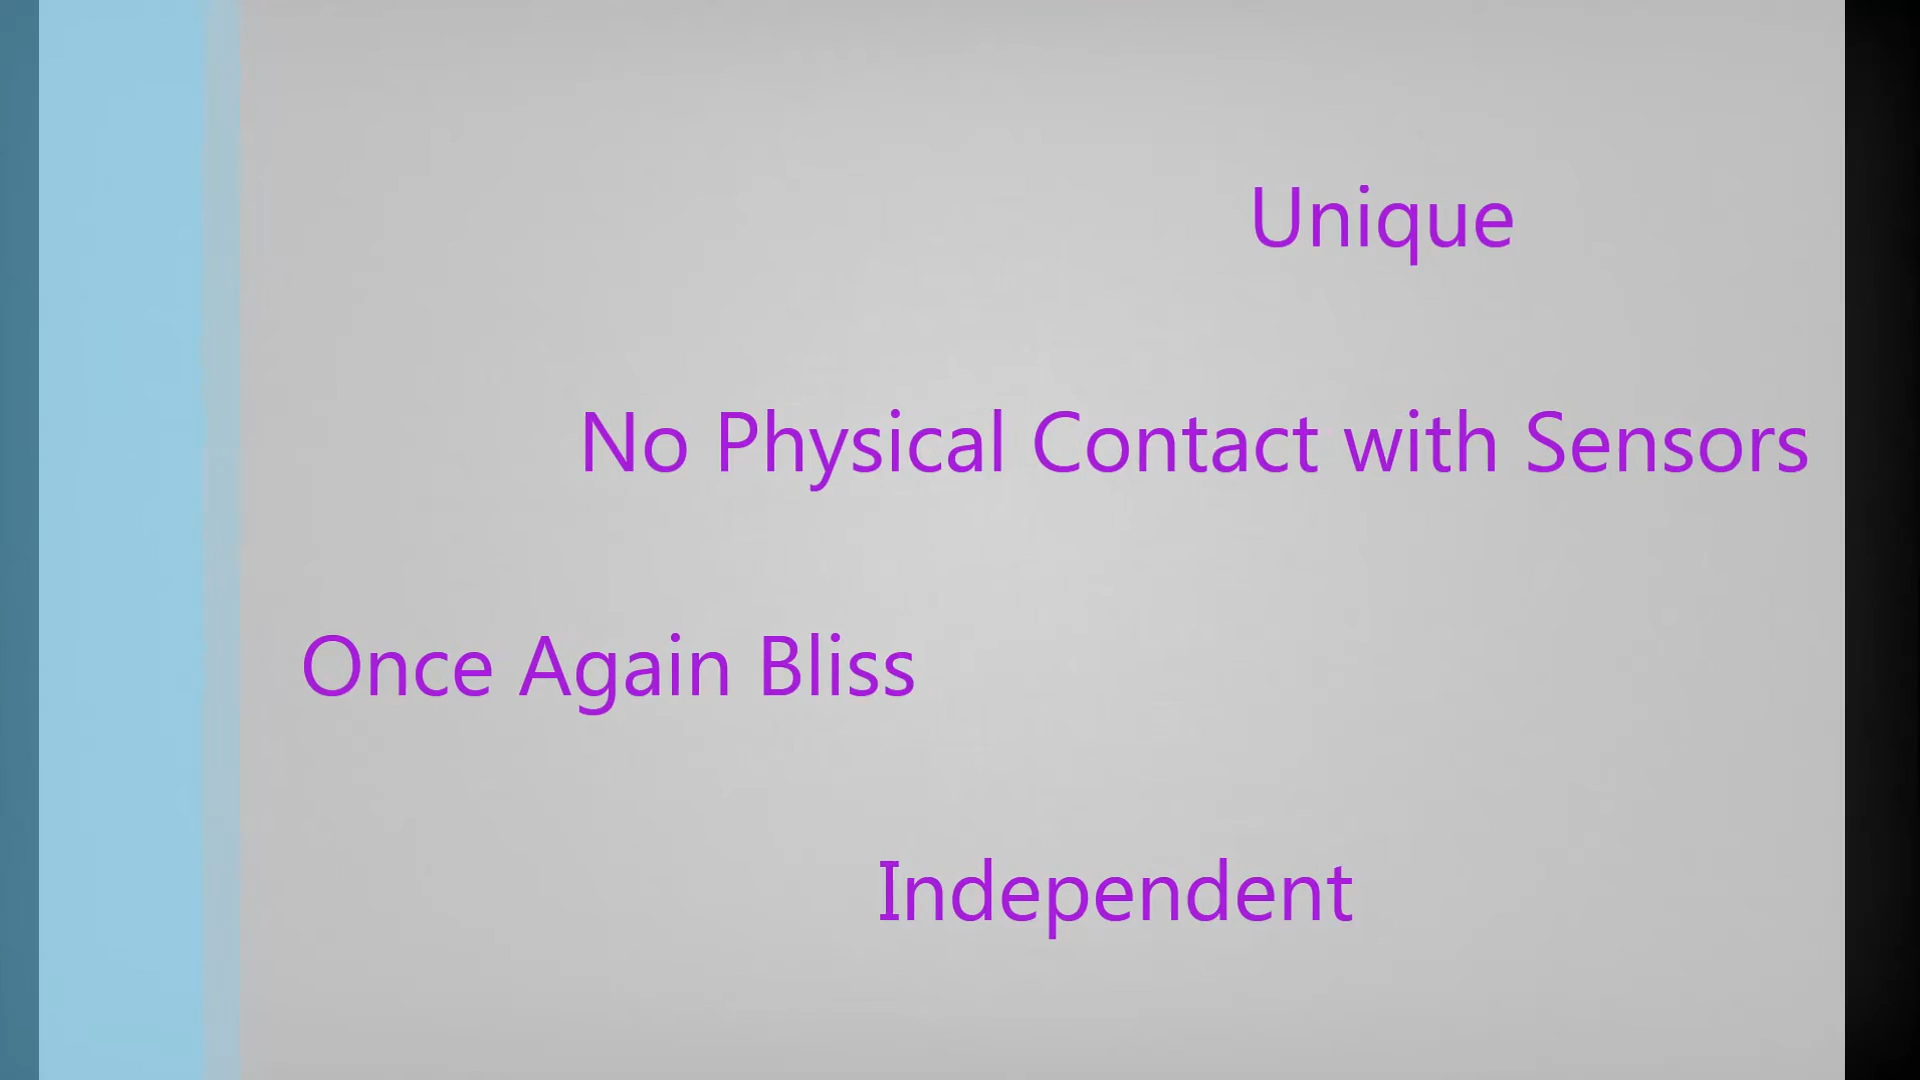 Unique
No Physical Contact with Sensors
Once Again Bliss
Independent